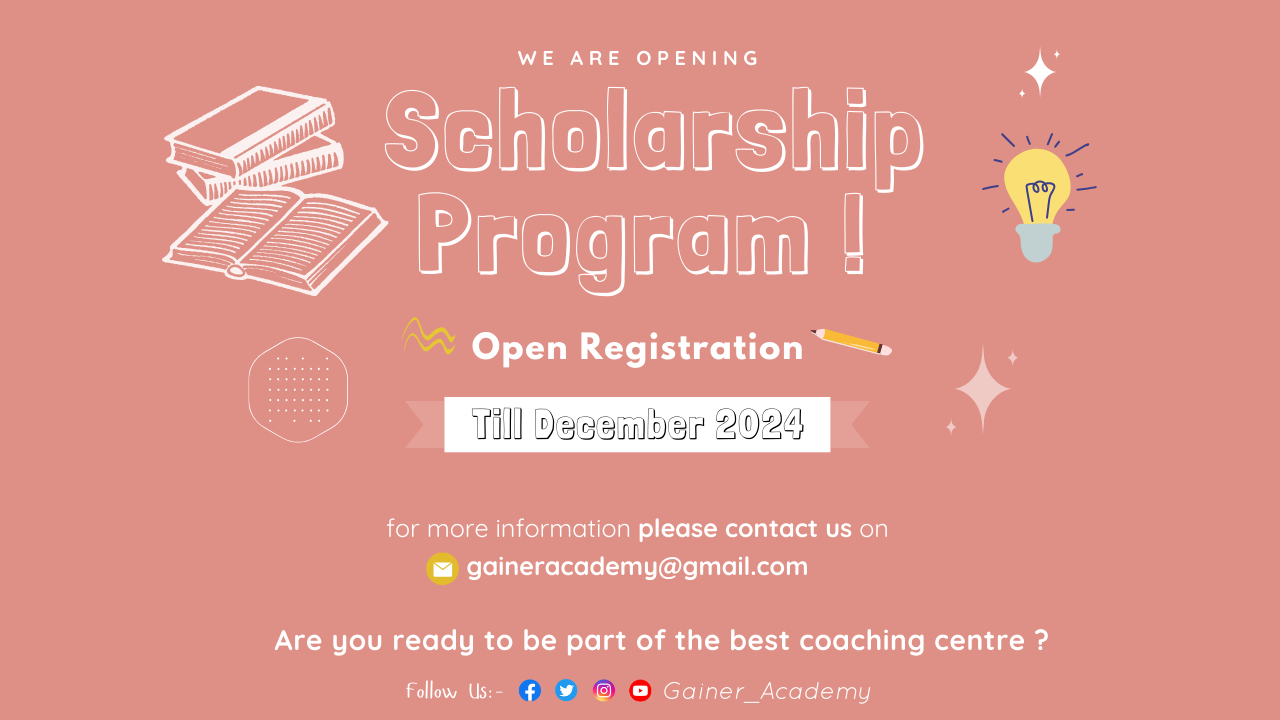 WE ARE OPENING
Scholarship
Program !
Open Registration
Till December 2024
for more information please contact us on
gaineracademy@gmail.com
Are you ready to be part of the best coaching centre ?
Follow Us:- Gainer_Academy